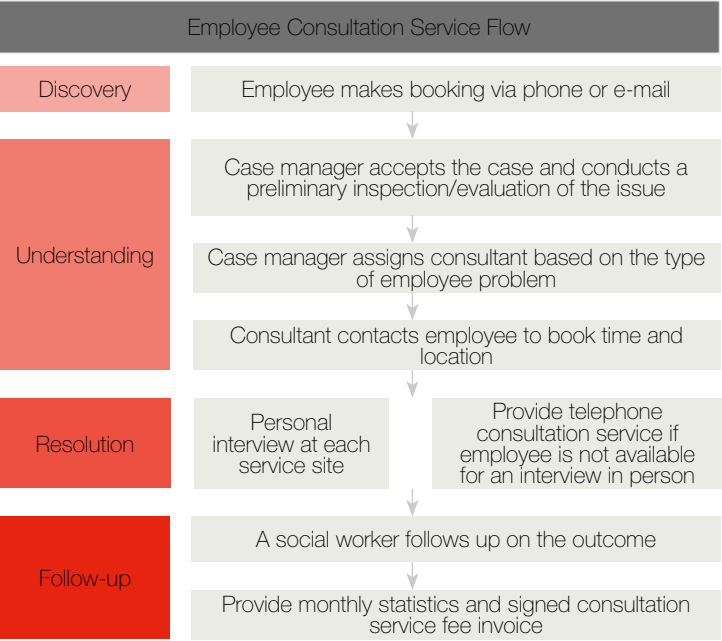 Employee Consultation Service Flow
Discovery
Employee makes booking via phone or e-mail
Understanding
Case manager accepts the case and conducts a
preliminary inspection/evaluation of the issue
Case manager assigns consultant based on the type
of employee problem
Consultant contacts employee to book time and
location
Resolution
Personal
interview at each
service site
Provide telephone
consultation service if
employee is not available
for an interview in person
Follow-up
A social worker follows up on the outcome
Provide monthly statistics and signed consultation
service fee invoice